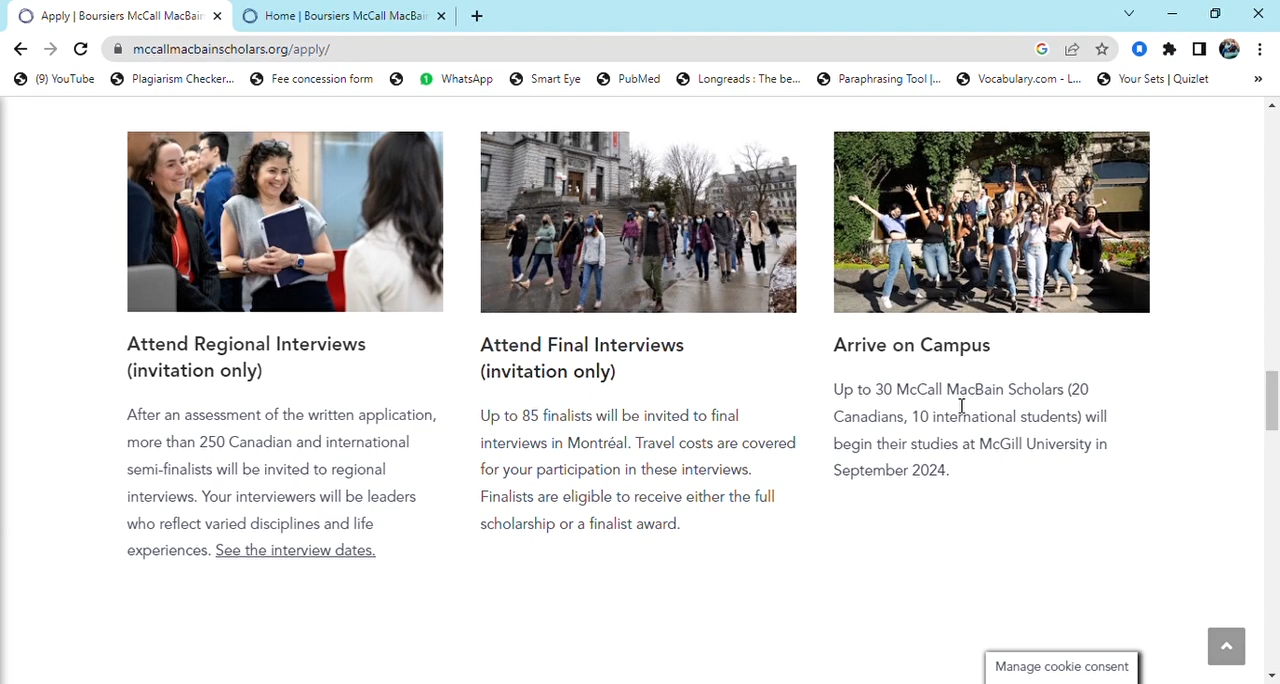 Apply | Boursiers McCall MacBain
Home | Boursiers McCall MacBain
mccallmacbainscholars.org/apply/
(9) YouTube
Plagiarism Checker...
Fee concession form
1
WhatsApp
Smart Eye
PubMed
Longreads : The be...
Paraphrasing Tool |...
Vocabulary.com - L...
Your Sets | Quizlet
»
Attend Regional Interviews
(invitation only)
After an assessment of the written application,
more than 250 Canadian and international
semi-finalists will be invited to regional
interviews. Your interviewers will be leaders
who reflect varied disciplines and life
experiences. See the interview dates.
Attend Final Interviews
(invitation only)
Up to 85 finalists will be invited to final
interviews in Montréal. Travel costs are covered
for your participation in these interviews.
Finalists are eligible to receive either the full
scholarship or a finalist award.
Arrive on Campus
Up to 30 McCall MacBain Scholars (20
Canadians, 10 international students) will
begin their studies at McGill University in
September 2024.
Manage cookie consent